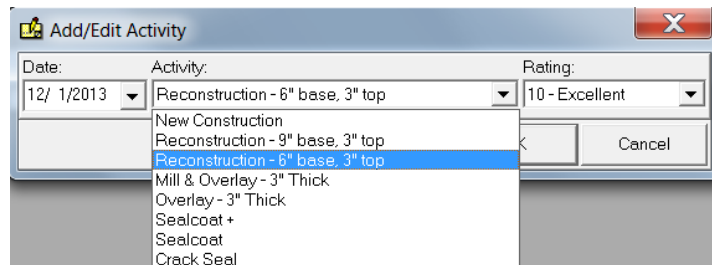 Add/Edit Activity
Date: Activity: Rating:
12/ 1/2013 Reconstruction - 6" base, 3" top 10 - Excellent
New Construction
Reconstruction - 9" base, 3" top
Reconstruction - 6" base, 3" top
Cancel
Mill & Overlay - 3" Thick
Overlay - 3" Thick
Sealcoat +
Sealcoat
Crack Seal